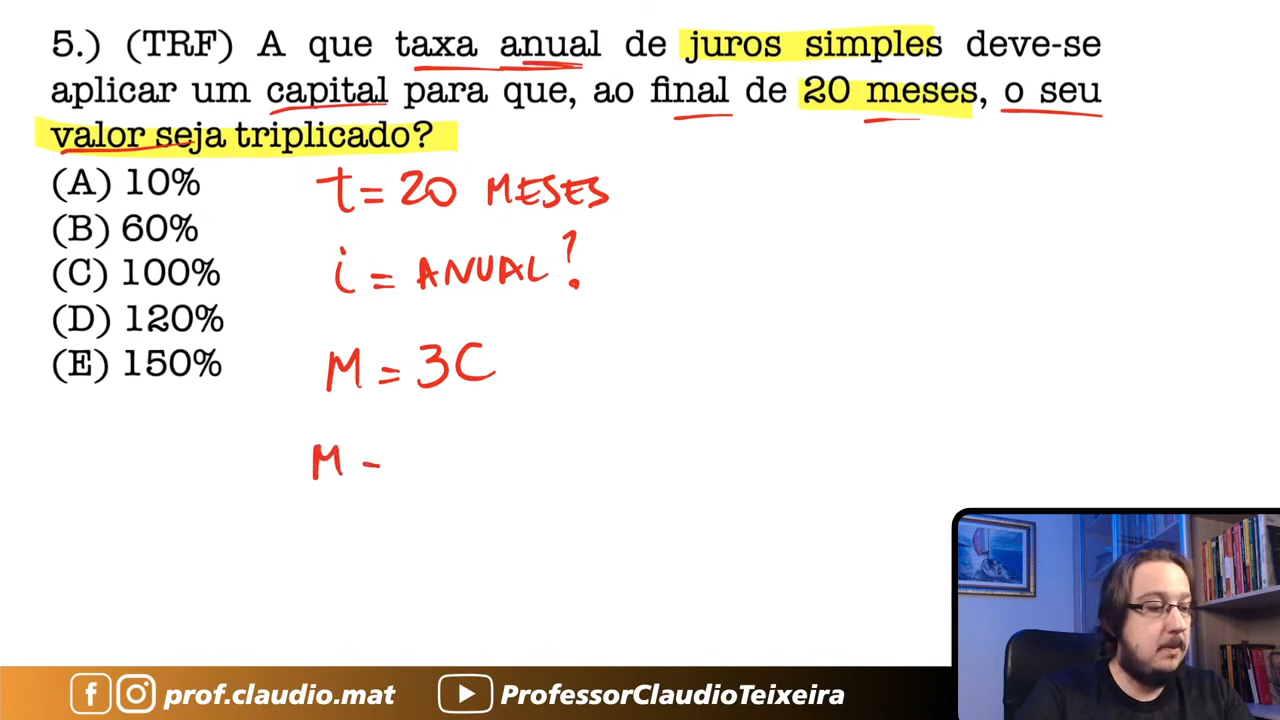 5.) (TRF) A que taxa anual de juros simples deve-se
aplicar um capital para que, ao final de 20 meses, o seu
valor seja triplicado?
(A) 10%
(B) 60%
(C) 100%
(D) 120%
(E) 150%
t = 20 MESES
i = ANUAL?
M = 3C
M -
prof.claudio.mat
ProfessorClaudioTeixeira